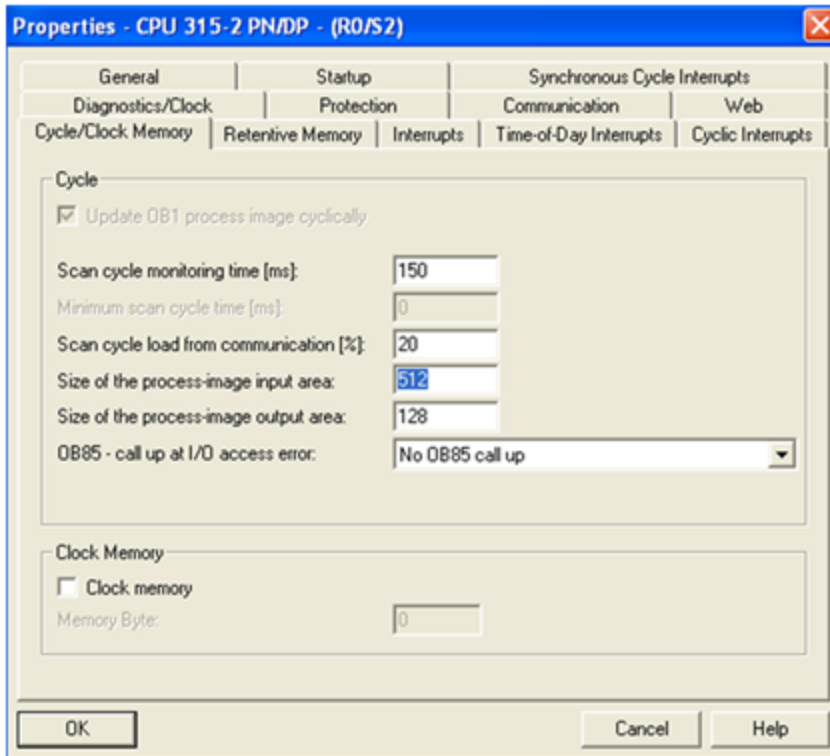 Properties - CPU 315-2 PN/DP - (R0/S2)
General Startup Synchronous Cycle Interrupts
Diagnostics/Clock Protection Communication Web
Cycle/Clock Memory Retentive Memory Interrupts Time-of-Day Interrupts Cyclic Interrupts
Cycle
Update OB1 process image cyclically
Scan cycle monitoring time [ms]: 150
Minimum scan cycle time [ms]: 0
Scan cycle load from communication [%]: 20
Size of the process-image input area: 512
Size of the process-image output area: 128
OB85 - call up at I/O access error: No OB85 call up
Clock Memory
Clock memory
Memory Byte: 0
OK Cancel Help